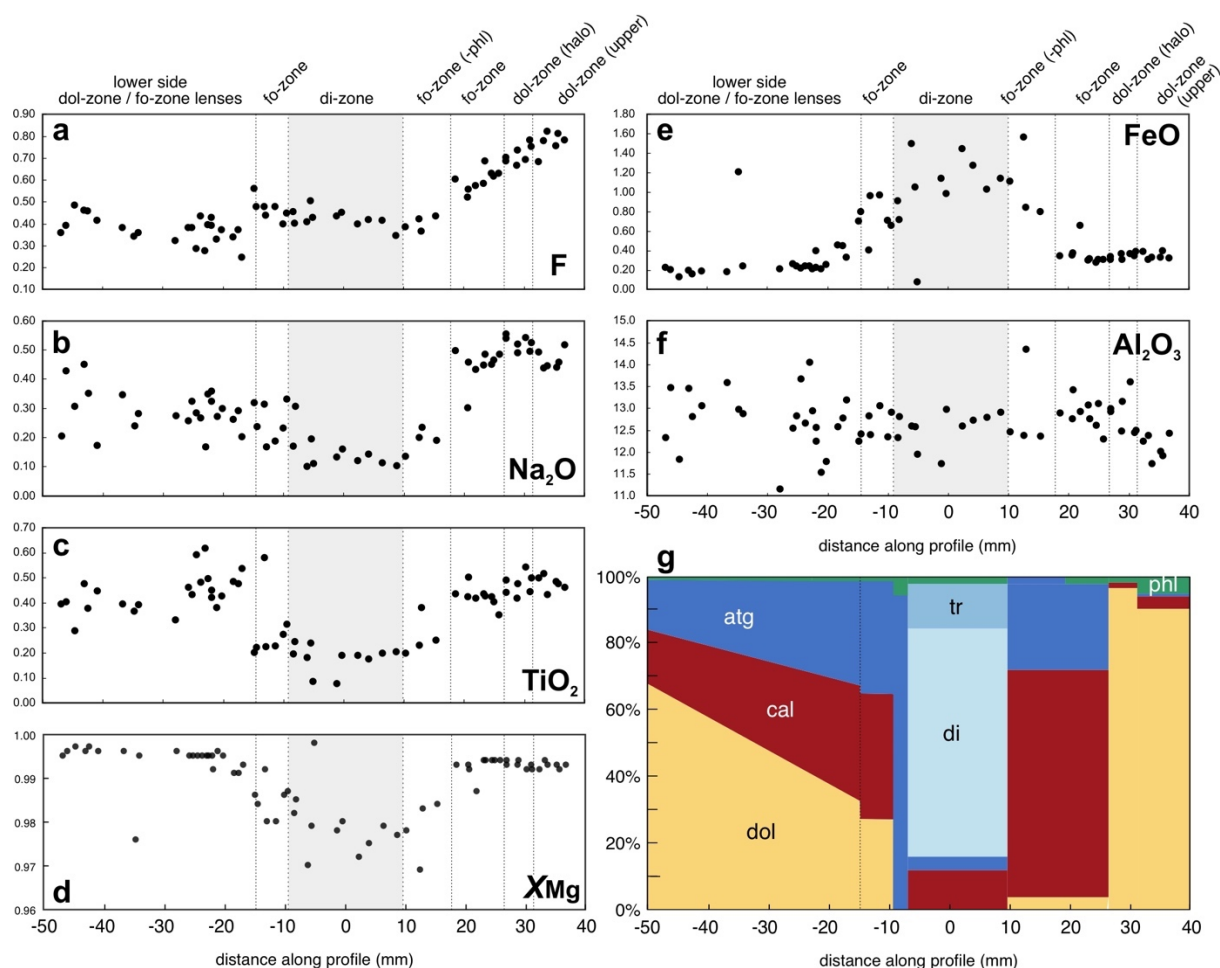 lower side
dol-zone / fo-zone lenses
fo-zone
di-zone
fo-zone (-phl)
fo-zone
dol-zone (halo)
dol-zone (upper)
lower side
dol-zone / fo-zone lenses
fo-zone
di-zone
fo-zone (-phl)
fo-zone
dol-zone (halo)
dol-zone
(upper)
a
0.90
0.80
0.70
0.60
0.50
0.40
0.30
0.20
0.10
F
e
1.80
1.60
1.40
1.20
1.00
0.80
0.60
0.40
0.20
0.00
FeO
b
0.60
0.50
0.40
0.30
0.20
0.10
0.00
Na₂O
f
15.0
14.5
14.0
13.5
13.0
12.5
12.0
11.5
11.0
Al₂O₃
-50 -40 -30 -20 -10 0 10 20 30 40
distance along profile (mm)
c
0.70
0.60
0.50
0.40
0.30
0.20
0.10
0.00
TiO₂
g
100%
80%
60%
40%
20%
0%
atg
cal
dol
tr
di
phl
-50 -40 -30 -20 -10 0 10 20 30 40
distance along profile (mm)
d
1.00
0.99
0.98
0.97
0.96
XMg
-50 -40 -30 -20 -10 0 10 20 30 40
distance along profile (mm)